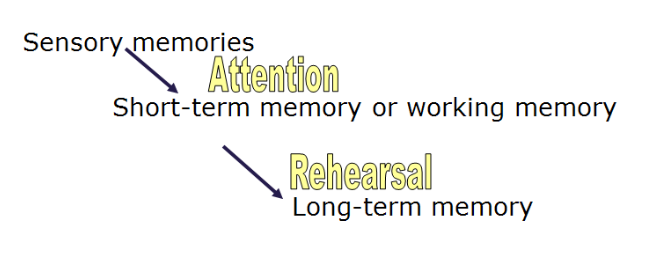 Sensory memories
Attention
Short-term memory or working memory
Rehearsal
Long-term memory